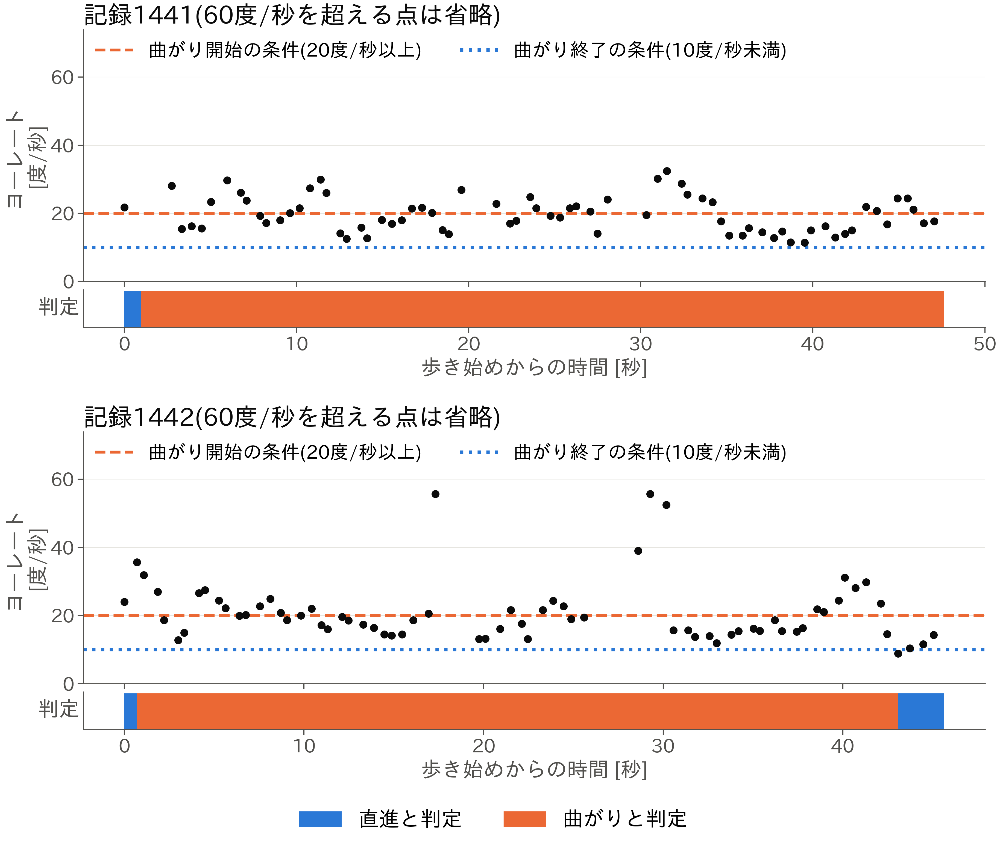 記録1441(60度/秒を超える点は省略)
曲がり開始の条件(20度/秒以上) 曲がり終了の条件(10度/秒未満)
ヨーレート
[度/秒]
60
40
20
0
判定
0 10 20 30 40 50
歩き始めからの時間 [秒]
記録1442(60度/秒を超える点は省略)
曲がり開始の条件(20度/秒以上) 曲がり終了の条件(10度/秒未満)
ヨーレート
[度/秒]
60
40
20
0
判定
0 10 20 30 40
歩き始めからの時間 [秒]
直進と判定 曲がりと判定